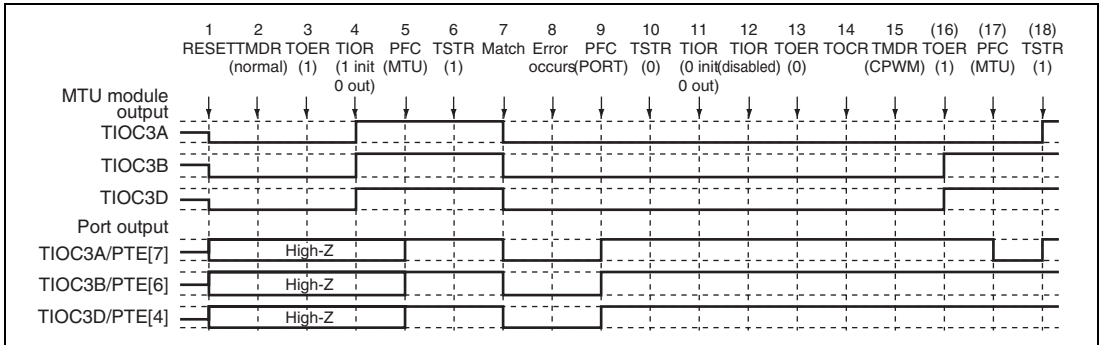 1 2 3 4 5 6 7 8 9 10 11 12 13 14 15 (16) (17) (18)
RESET TMDR TOER TIOR PFC TSTR Match Error PFC TSTR TIOR TIOR TOER TOCR TMDR TOER PFC TSTR
(normal) (1) (1 init (MTU) (1) occurs (PORT) (0) (0 init (disabled) (0) (CPWM) (1) (MTU) (1)
0 out) 0 out)
MTU module
output
TIOC3A
TIOC3B
TIOC3D
Port output
TIOC3A/PTE[7] High-Z
TIOC3B/PTE[6] High-Z
TIOC3D/PTE[4] High-Z